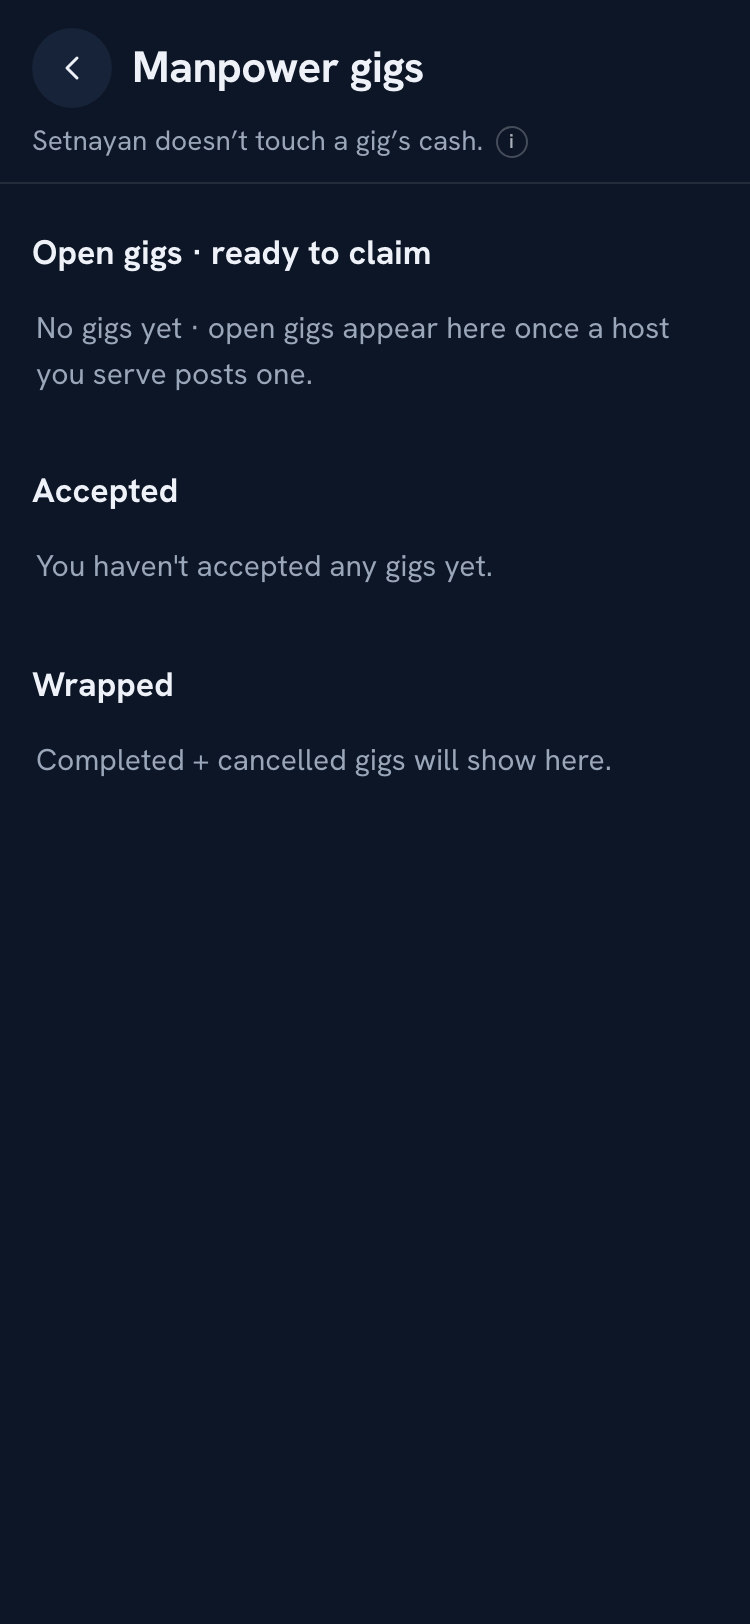 Manpower gigs
Setnayan doesn’t touch a gig’s cash. i
Open gigs · ready to claim
No gigs yet · open gigs appear here once a host
you serve posts one.
Accepted
You haven't accepted any gigs yet.
Wrapped
Completed + cancelled gigs will show here.